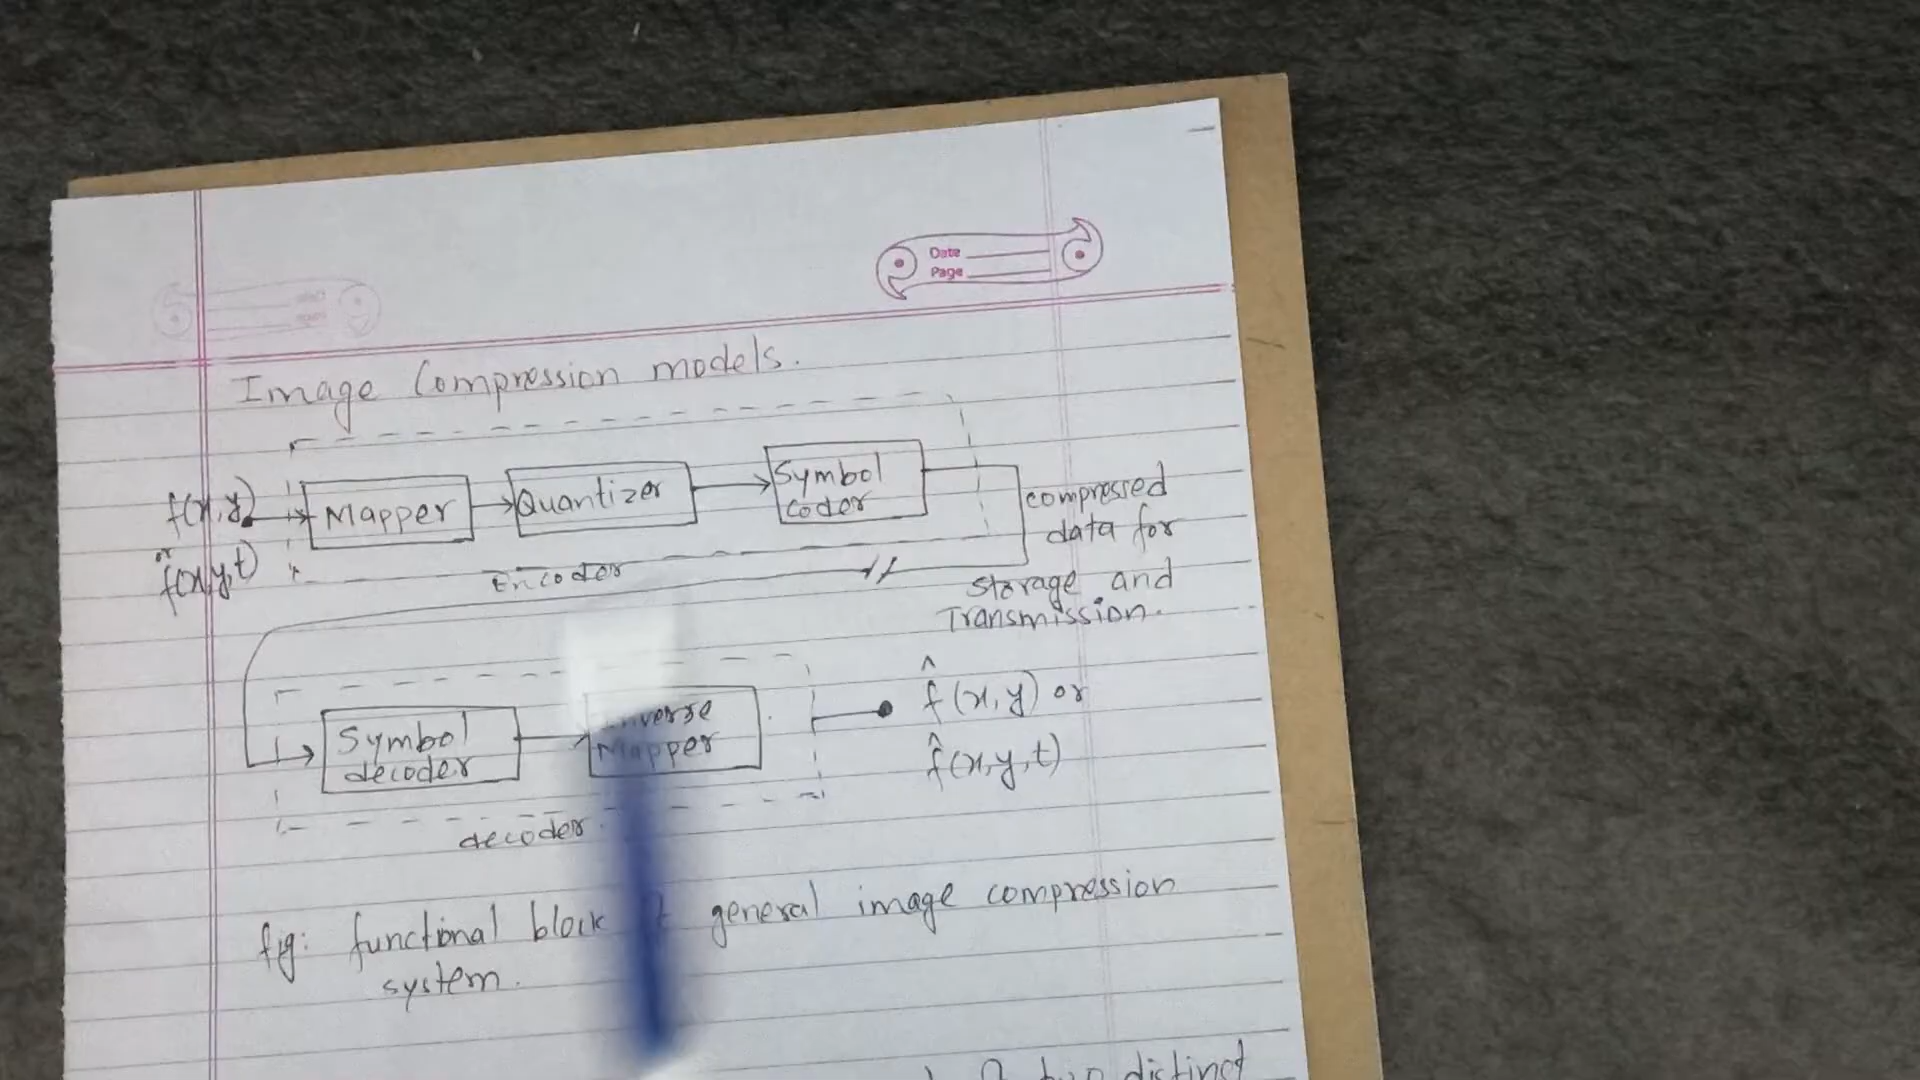 Date
Page
Image Compression models.
f(x,y)
or
f(x,y,t)
Mapper
Quantizer
Symbol
coder
compressed
data for
storage and
Transmission.
Encoder
Symbol
decoder
Inverse
Mapper
f̂(x,y) or
f̂(x,y,t)
decoder.
fig: functional block general image compression
system.
two distinct